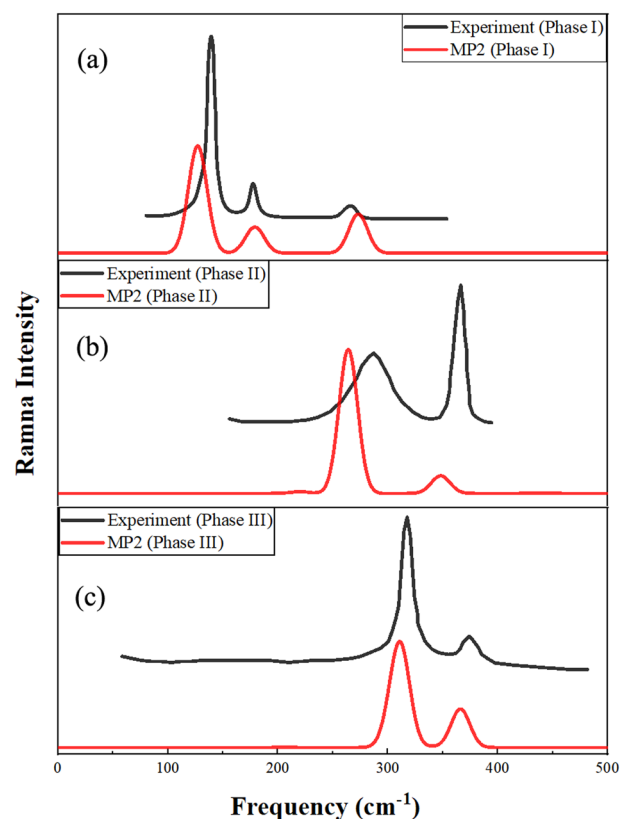 (a)
Experiment (Phase I)
MP2 (Phase I)
Experiment (Phase II)
MP2 (Phase II)
(b)
Ramna Intensity
Experiment (Phase III)
MP2 (Phase III)
(c)
0 100 200 300 400 500
Frequency (cm-1)